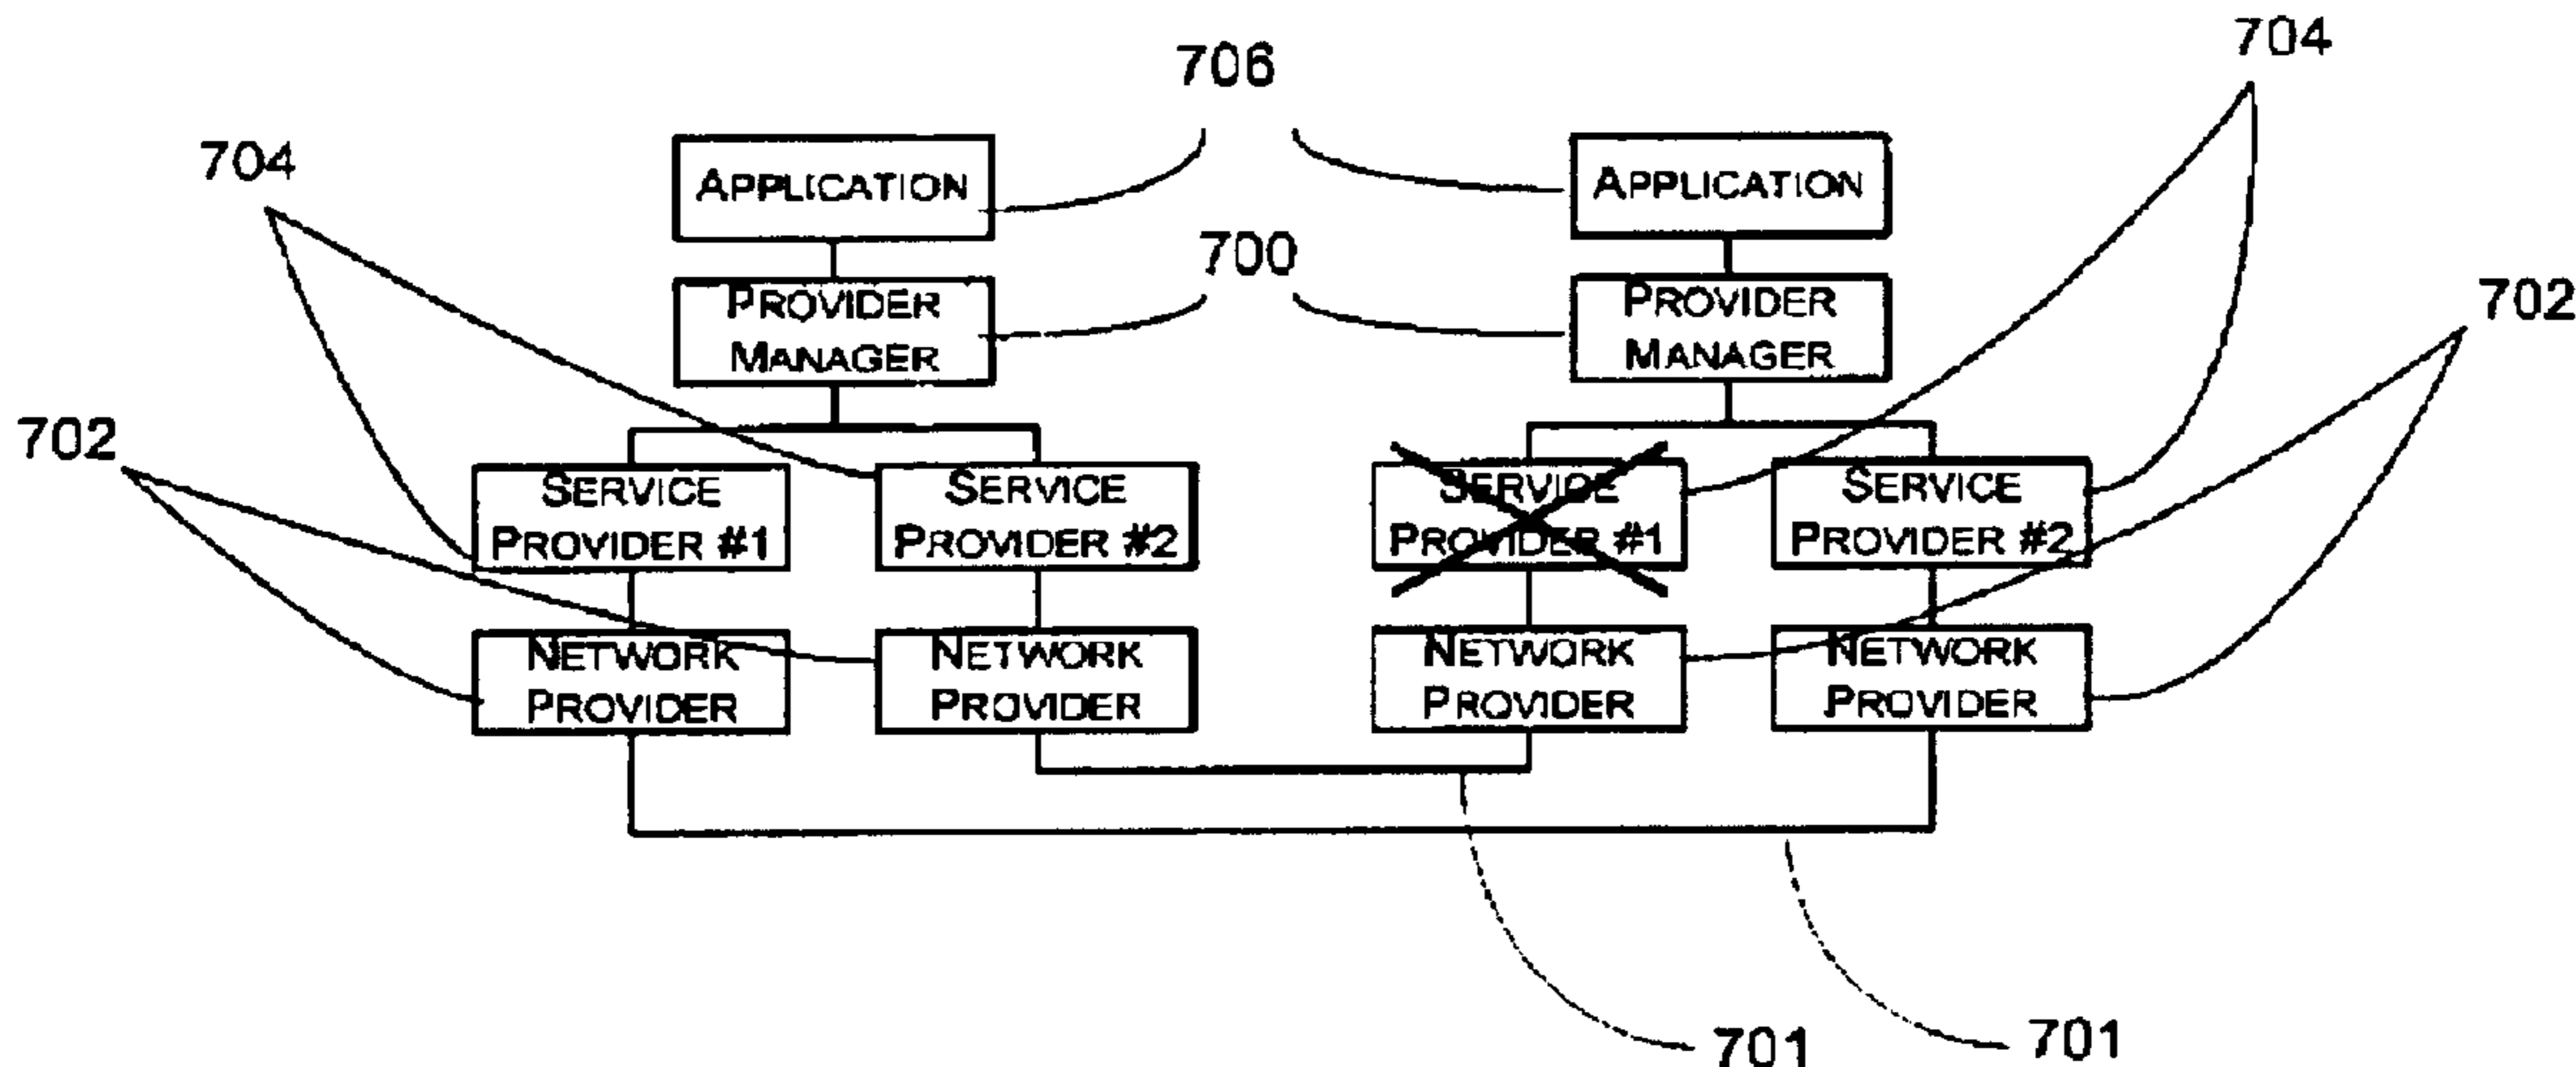 704
706
704
APPLICATION
APPLICATION
700
702
PROVIDER
MANAGER
PROVIDER
MANAGER
702
SERVICE
PROVIDER #1
SERVICE
PROVIDER #2
SERVICE
PROVIDER #1
SERVICE
PROVIDER #2
NETWORK
PROVIDER
NETWORK
PROVIDER
NETWORK
PROVIDER
NETWORK
PROVIDER
701
701